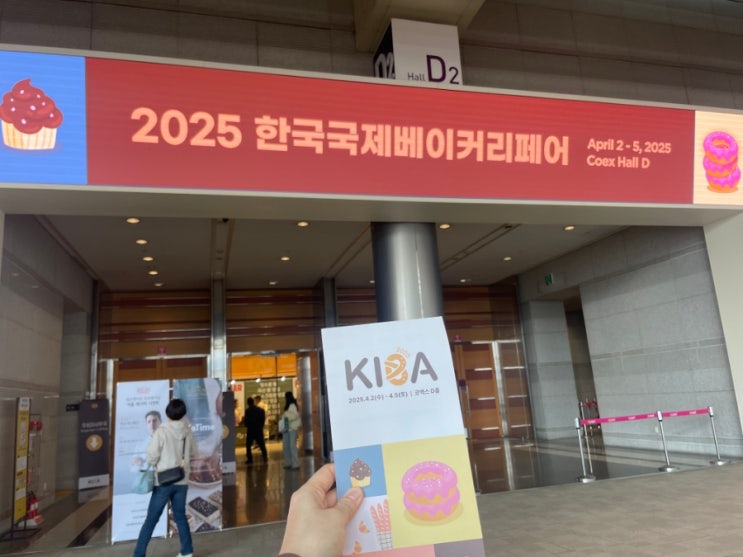 Hall D2
2025 한국국제베이커리페어
April 2 - 5, 2025
Coex Hall D
KIBA
2025.4.2(수) - 4.5(토) | 코엑스 D홀
Time